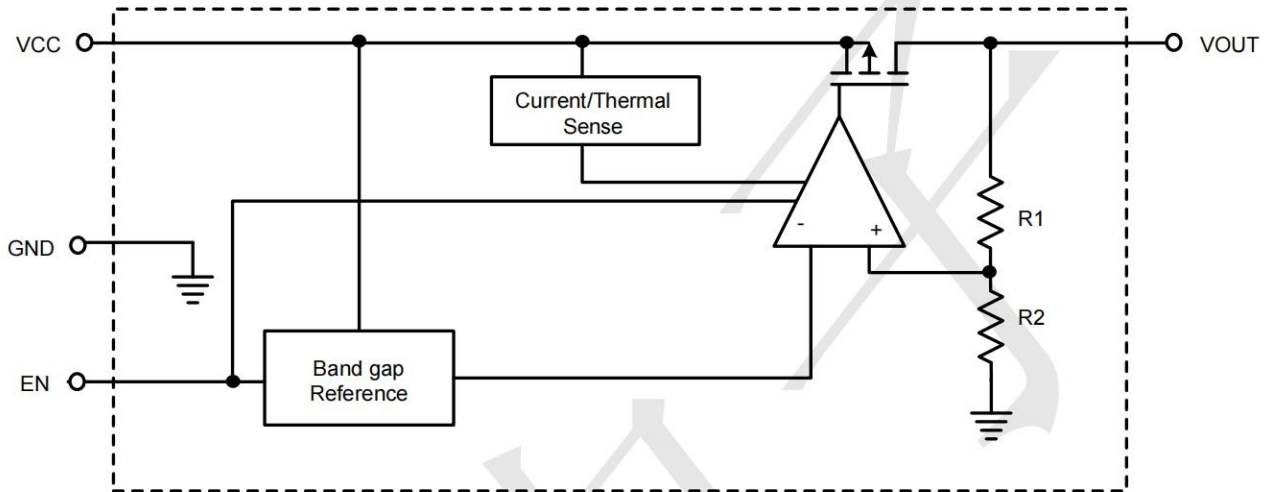 VCC
VOUT
Current/Thermal
Sense
-
+
R1
GND
R2
EN
Band gap
Reference